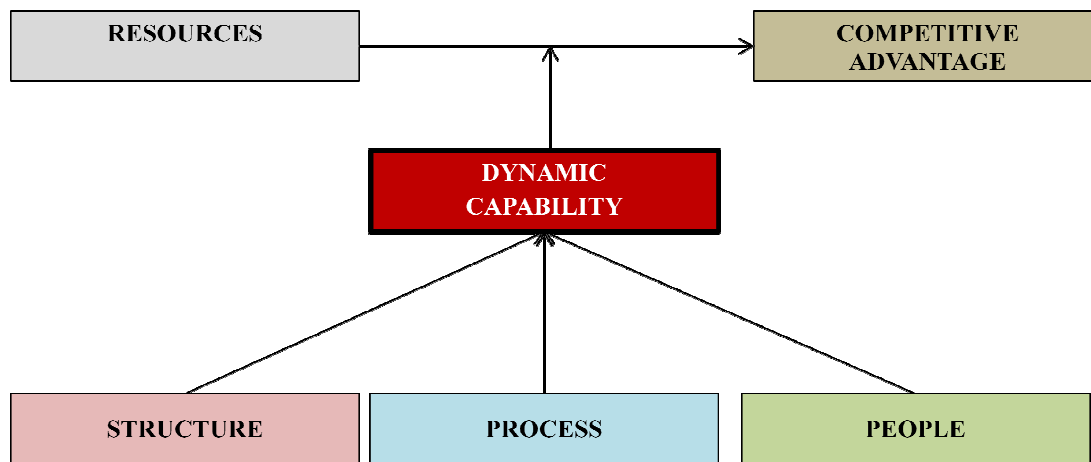 RESOURCES
COMPETITIVE
ADVANTAGE
DYNAMIC
CAPABILITY
STRUCTURE
PROCESS
PEOPLE